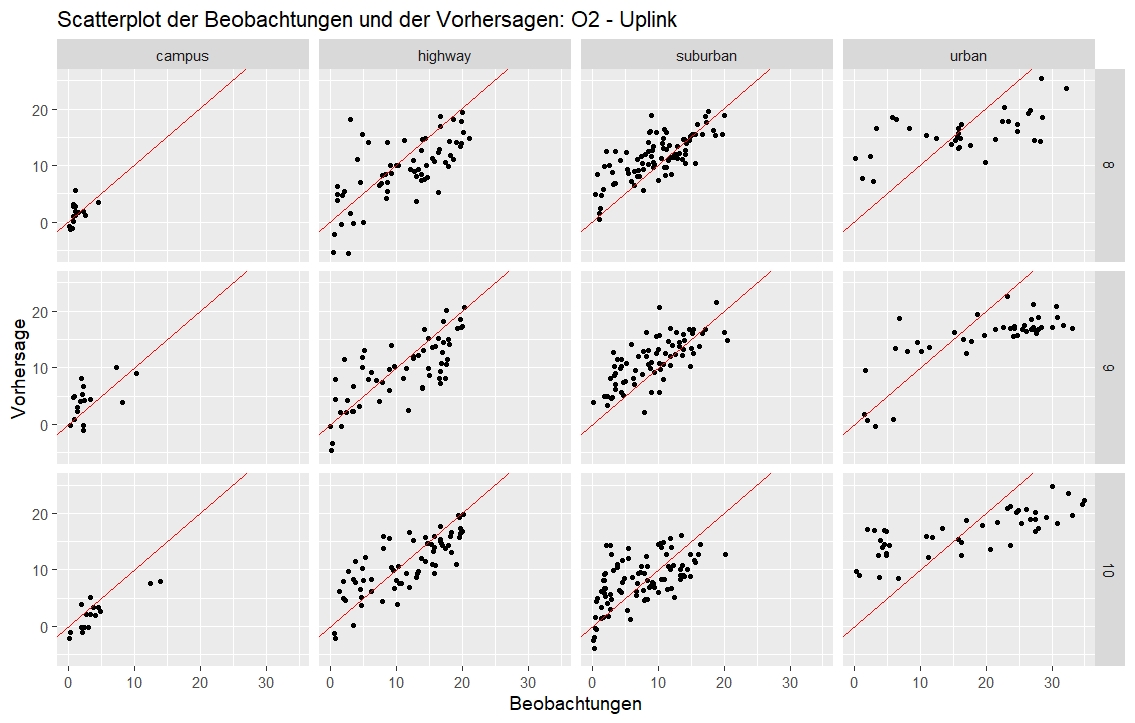 Scatterplot der Beobachtungen und der Vorhersagen: O2 - Uplink
campus highway suburban urban
20
10
0
8
20
10
0
9
20
10
0
10
Vorhersage
0 10 20 30 0 10 20 30 0 10 20 30 0 10 20 30
Beobachtungen